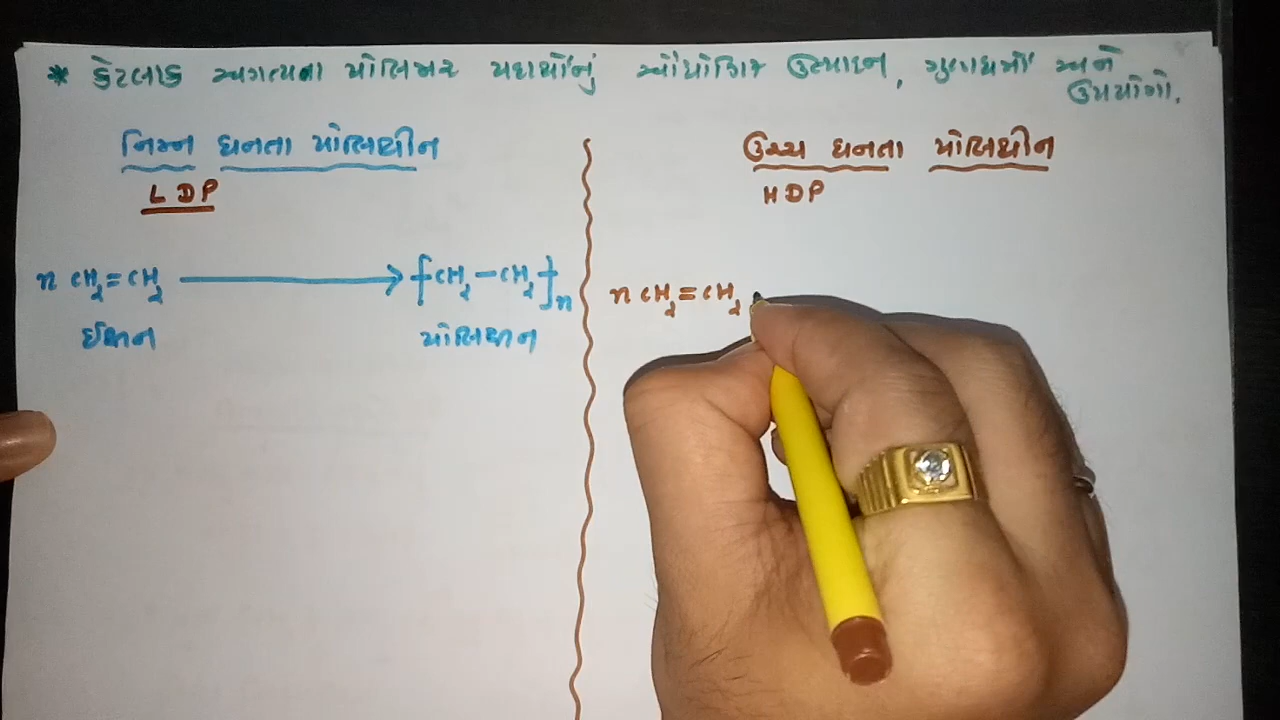 * કેટલાક અગત્યના પોલિમર પદાર્થોનું ઔદ્યોગિક ઉત્પાદન, ગુણધર્મો અને
ઉપયોગો.
નિમ્ન ઘનતા પોલિથીન
LDP
n CH₂=CH₂ ⟶ [CH₂–CH₂]ₙ
ઈથીન પોલિથીન
ઉચ્ચ ઘનતા પોલિથીન
HDP
n CH₂=CH₂